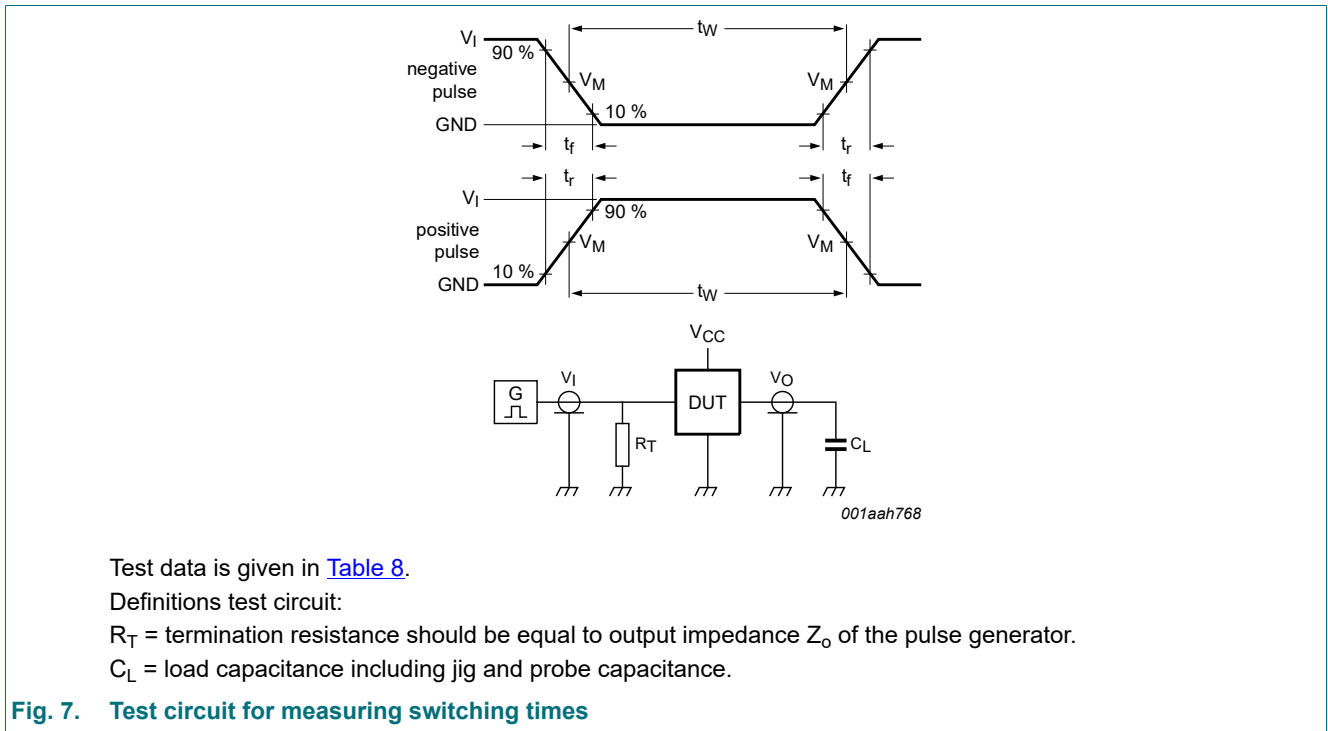 tW
VI
90 %
negative
pulse
VM
VM
10 %
GND
tf
tr
tr
tf
VI
90 %
positive
pulse
VM
VM
10 %
GND
tW
VCC
G
VI
DUT
VO
RT
CL
001aah768
Test data is given in Table 8.
Definitions test circuit:
RT = termination resistance should be equal to output impedance Zo of the pulse generator.
CL = load capacitance including jig and probe capacitance.
Fig. 7. Test circuit for measuring switching times